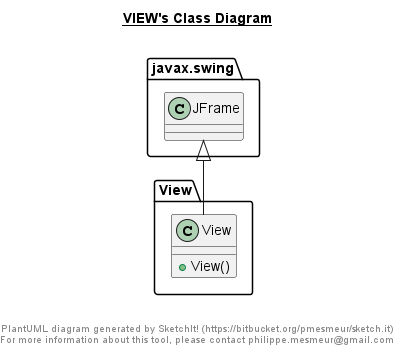 VIEW's Class Diagram
javax.swing
C JFrame
View
C View
View()
PlantUML diagram generated by SketchIt! (https://bitbucket.org/pmesmeur/sketch.it)
For more information about this tool, please contact philippe.mesmeur@gmail.com